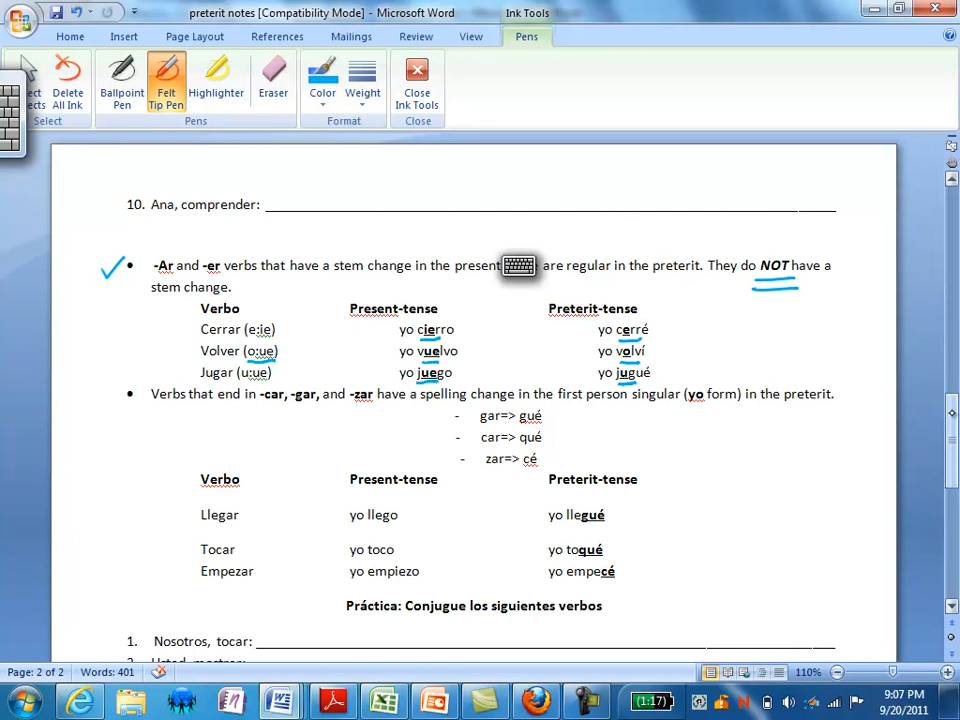 preterit notes [Compatibility Mode] - Microsoft Word
Ink Tools
Home Insert Page Layout References Mailings Review View Pens
Delete All Ink
Ballpoint Pen
Felt Tip Pen
Highlighter
Eraser
Color
Weight
Close Ink Tools
Select Pens Format Close
10. Ana, comprender: ____
• -Ar and -er verbs that have a stem change in the present are regular in the preterit. They do NOT have a
stem change.
Verbo Present-tense Preterit-tense
Cerrar (e:ie) yo cierro yo cerré
Volver (o:ue) yo vuelvo yo volví
Jugar (u:ue) yo juego yo jugué
• Verbs that end in -car, -gar, and -zar have a spelling change in the first person singular (yo form) in the preterit.
- gar=> gué
- car=> qué
- zar=> cé
Verbo Present-tense Preterit-tense
Llegar yo llego yo llegué
Tocar yo toco yo toqué
Empezar yo empiezo yo empecé
Práctica: Conjugue los siguientes verbos
1. Nosotros, tocar: ____
2. Usted, mostrar:
Page: 2 of 2 Words: 401 110%
(1:17) 9:07 PM
9/20/2011